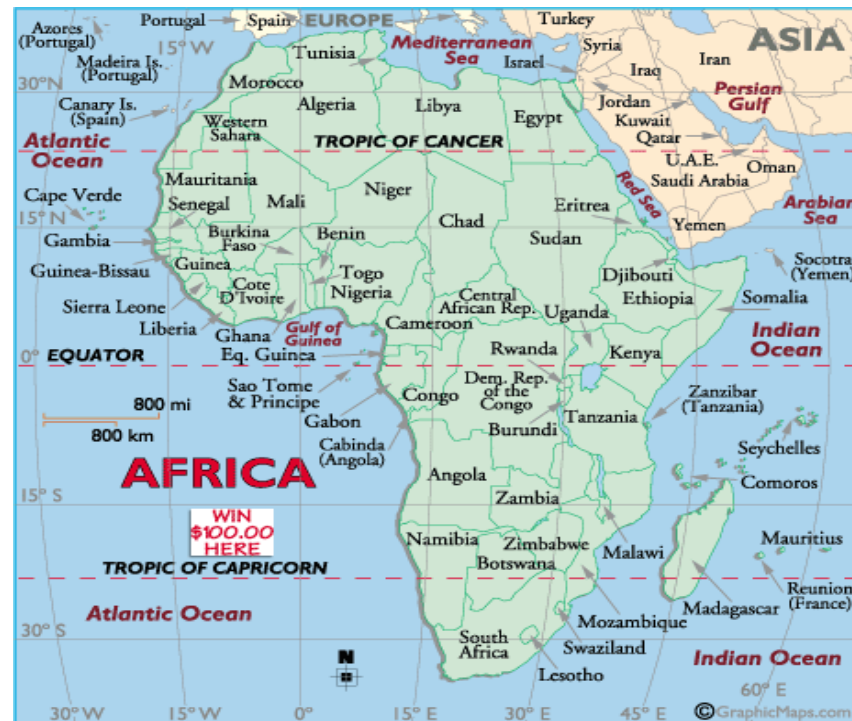 Azores
(Portugal)
Portugal
Spain
EUROPE
Turkey
ASIA
15° W
Madeira Is.
(Portugal)
Tunisia
Mediterranean
Sea
Syria
Israel
Iraq
Iran
30°N
Morocco
Canary Is.
(Spain)
Algeria
Libya
Egypt
Jordan
Kuwait
Qatar
Persian
Gulf
Western
Sahara
Atlantic
Ocean
TROPIC OF CANCER
U.A.E.
Oman
Saudi Arabia
Red Sea
Mauritania
Cape Verde
Senegal
Mali
Niger
Chad
Eritrea
Arabian
Sea
15°N
Gambia
Burkina
Faso
Benin
Sudan
Yemen
Guinea-Bissau
Guinea
Togo
Nigeria
Djibouti
Ethiopia
Socotra
(Yemen)
Cote
D'Ivoire
Sierra Leone
Central
African Rep.
Somalia
Liberia
Ghana
Gulf of
Guinea
Cameroon
Uganda
Indian
Ocean
EQUATOR
0°
Eq. Guinea
Rwanda
Kenya
Sao Tome
& Principe
Dem. Rep.
of the
Congo
Congo
800 mi
800 km
Gabon
Tanzania
Zanzibar
(Tanzania)
Cabinda
(Angola)
Burundi
Seychelles
AFRICA
Angola
Comoros
15° S
Zambia
WIN
$100.00
HERE
Namibia
Zimbabwe
Malawi
Mauritius
TROPIC OF CAPRICORN
Botswana
Reunion
(France)
Madagascar
Atlantic Ocean
Mozambique
Swaziland
30° S
South
Africa
Lesotho
Indian Ocean
N
30° W
15° W
0°
15° E
30° E
45° E
60° E
©GraphicMaps.com